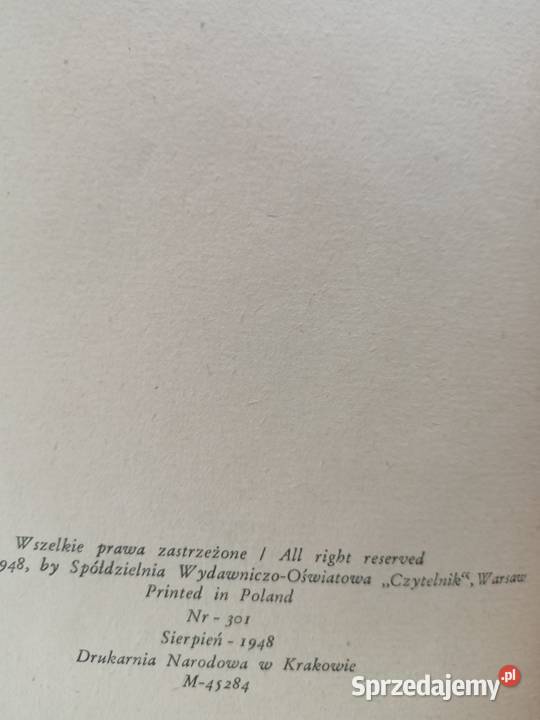 Wszelkie prawa zastrzeżone / All right reserved
948, by Spółdzielnia Wydawniczo-Oświatowa „Czytelnik“, Warsaw
Printed in Poland
Nr - 301
Sierpień - 1948
Drukarnia Narodowa w Krakowie
M-45284
Sprzedajemy.pl